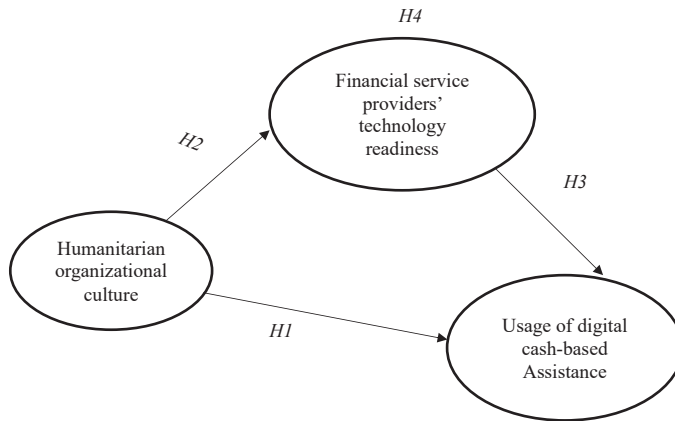 H4
Financial service
providers’
technology
readiness
H2
H3
Humanitarian
organizational
culture
H1
Usage of digital
cash-based
Assistance